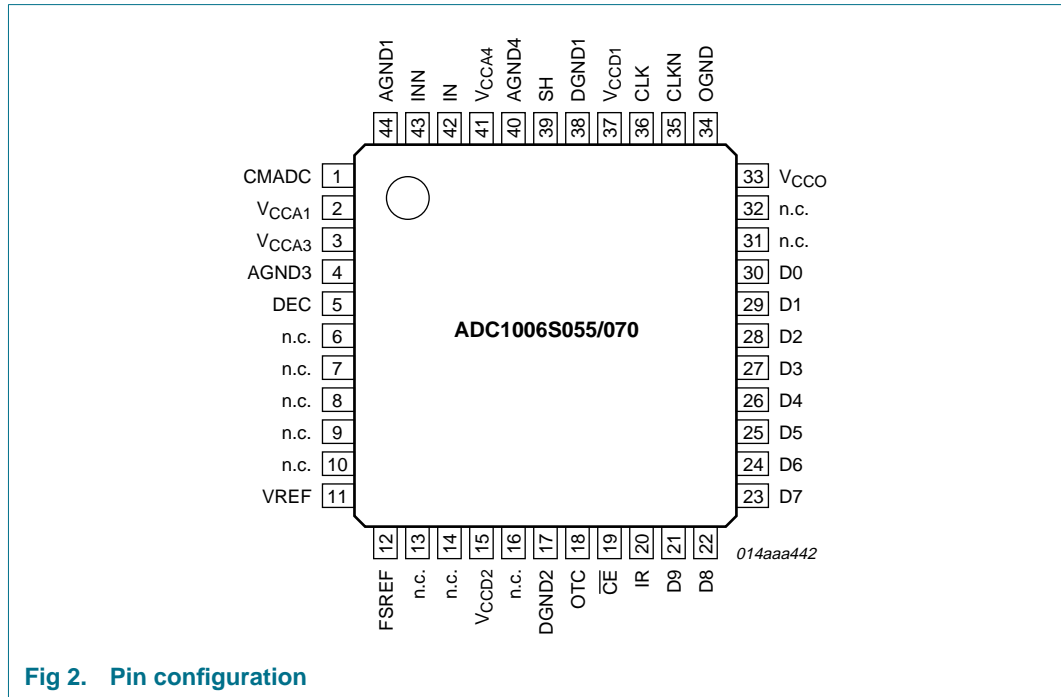 AGND1
INN
IN
VCCA4
AGND4
SH
DGND1
VCCD1
CLK
CLKN
OGND
44
43
42
41
40
39
38
37
36
35
34
CMADC 1
VCCA1 2
VCCA3 3
AGND3 4
DEC 5
n.c. 6
n.c. 7
n.c. 8
n.c. 9
n.c. 10
VREF 11
ADC1006S055/070
33 VCCO
32 n.c.
31 n.c.
30 D0
29 D1
28 D2
27 D3
26 D4
25 D5
24 D6
23 D7
12
13
14
15
16
17
18
19
20
21
22
FSREF
n.c.
n.c.
VCCD2
n.c.
DGND2
OTC
CE
IR
D9
D8
014aaa442
Fig 2. Pin configuration